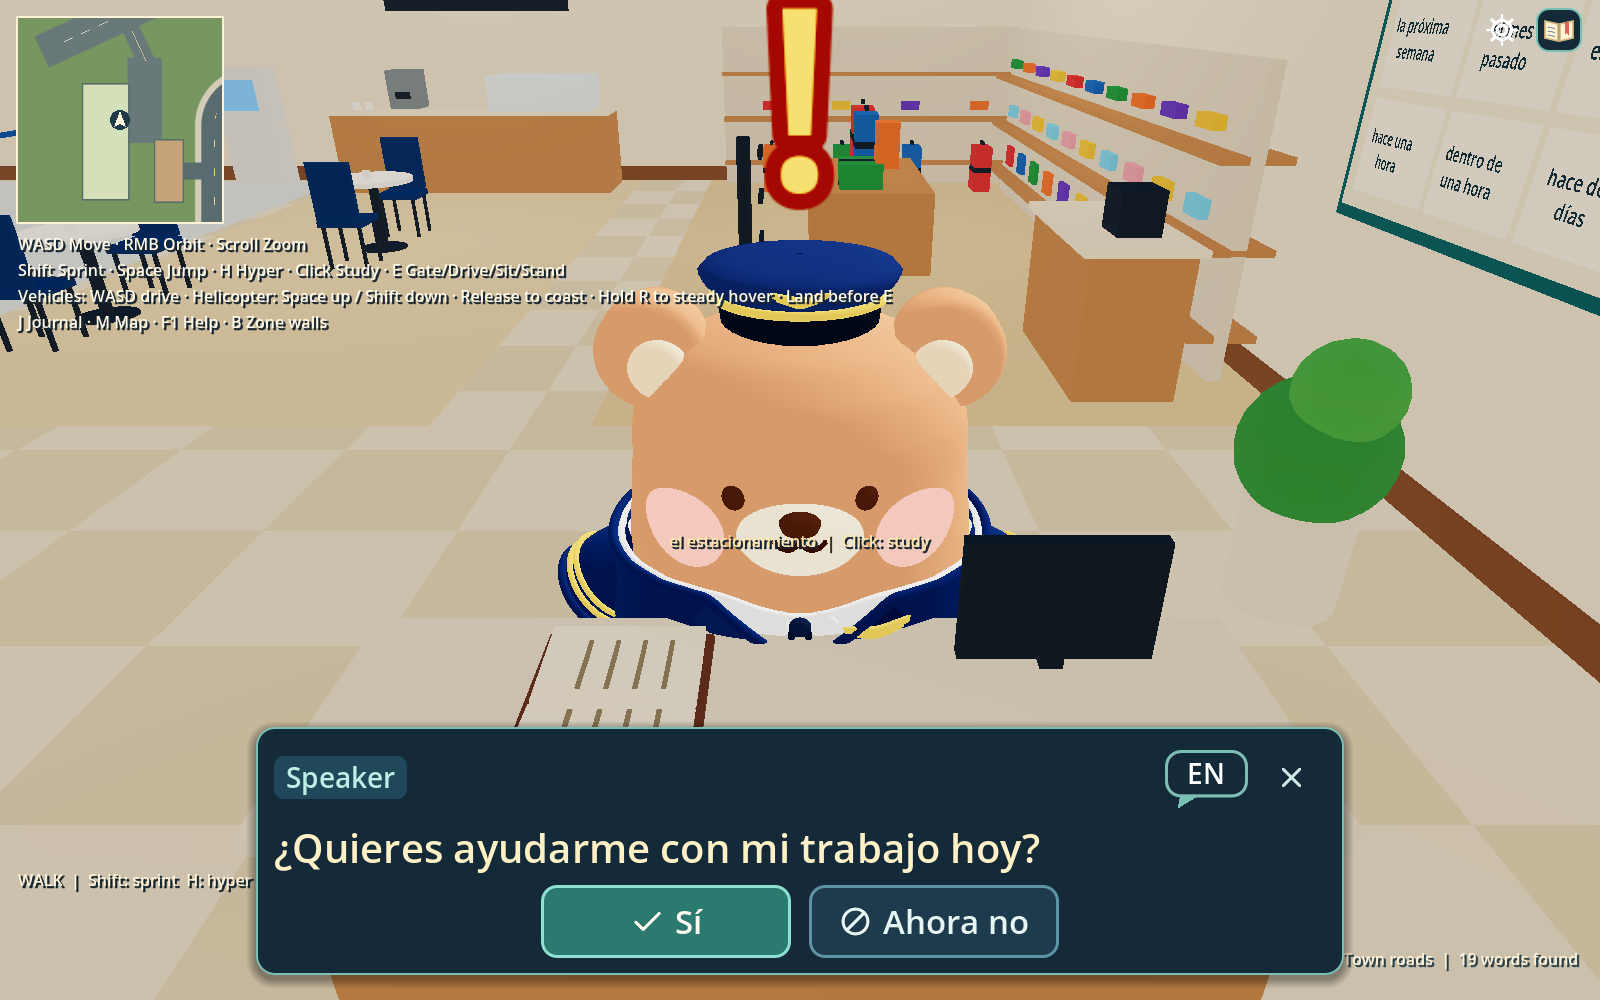 la próxima
semana
pasado
hace una
hora
dentro de
una hora
días
WASD Move · RMB Orbit · Scroll Zoom
Shift Sprint · Space Jump · H Hyper · Click Study · E Gate/Drive/Sit/Stand
Vehicles: WASD drive · Helicopter: Space up / Shift down · Release to coast · Hold R to steady hover · Land before E
J Journal · M Map · F1 Help · B Zone walls
el estacionamiento | Click: study
Speaker
EN
¿Quieres ayudarme con mi trabajo hoy?
Sí
Ahora no
WALK | Shift: sprint H: hyper
Town roads | 19 words found